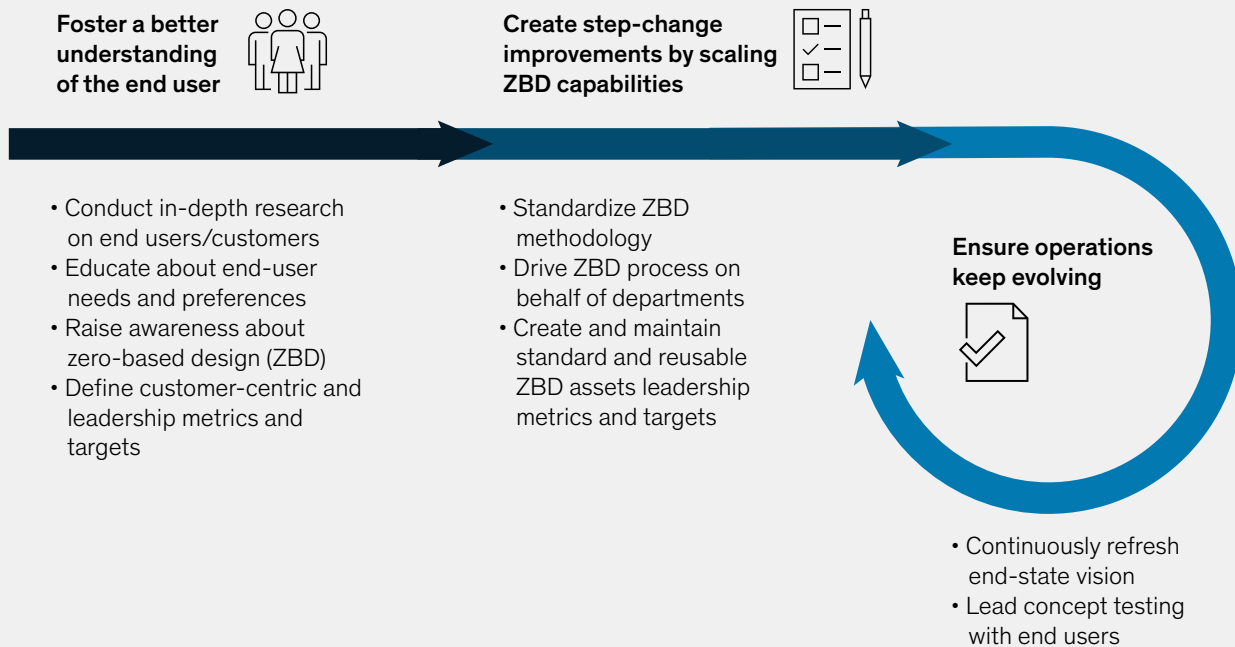 Foster a better
understanding
of the end user
• Conduct in-depth research
on end users/customers
• Educate about end-user
needs and preferences
• Raise awareness about
zero-based design (ZBD)
• Define customer-centric and
leadership metrics and
targets
Create step-change
improvements by scaling
ZBD capabilities
• Standardize ZBD
methodology
• Drive ZBD process on
behalf of departments
• Create and maintain
standard and reusable
ZBD assets leadership
metrics and targets
Ensure operations
keep evolving
• Continuously refresh
end-state vision
• Lead concept testing
with end users